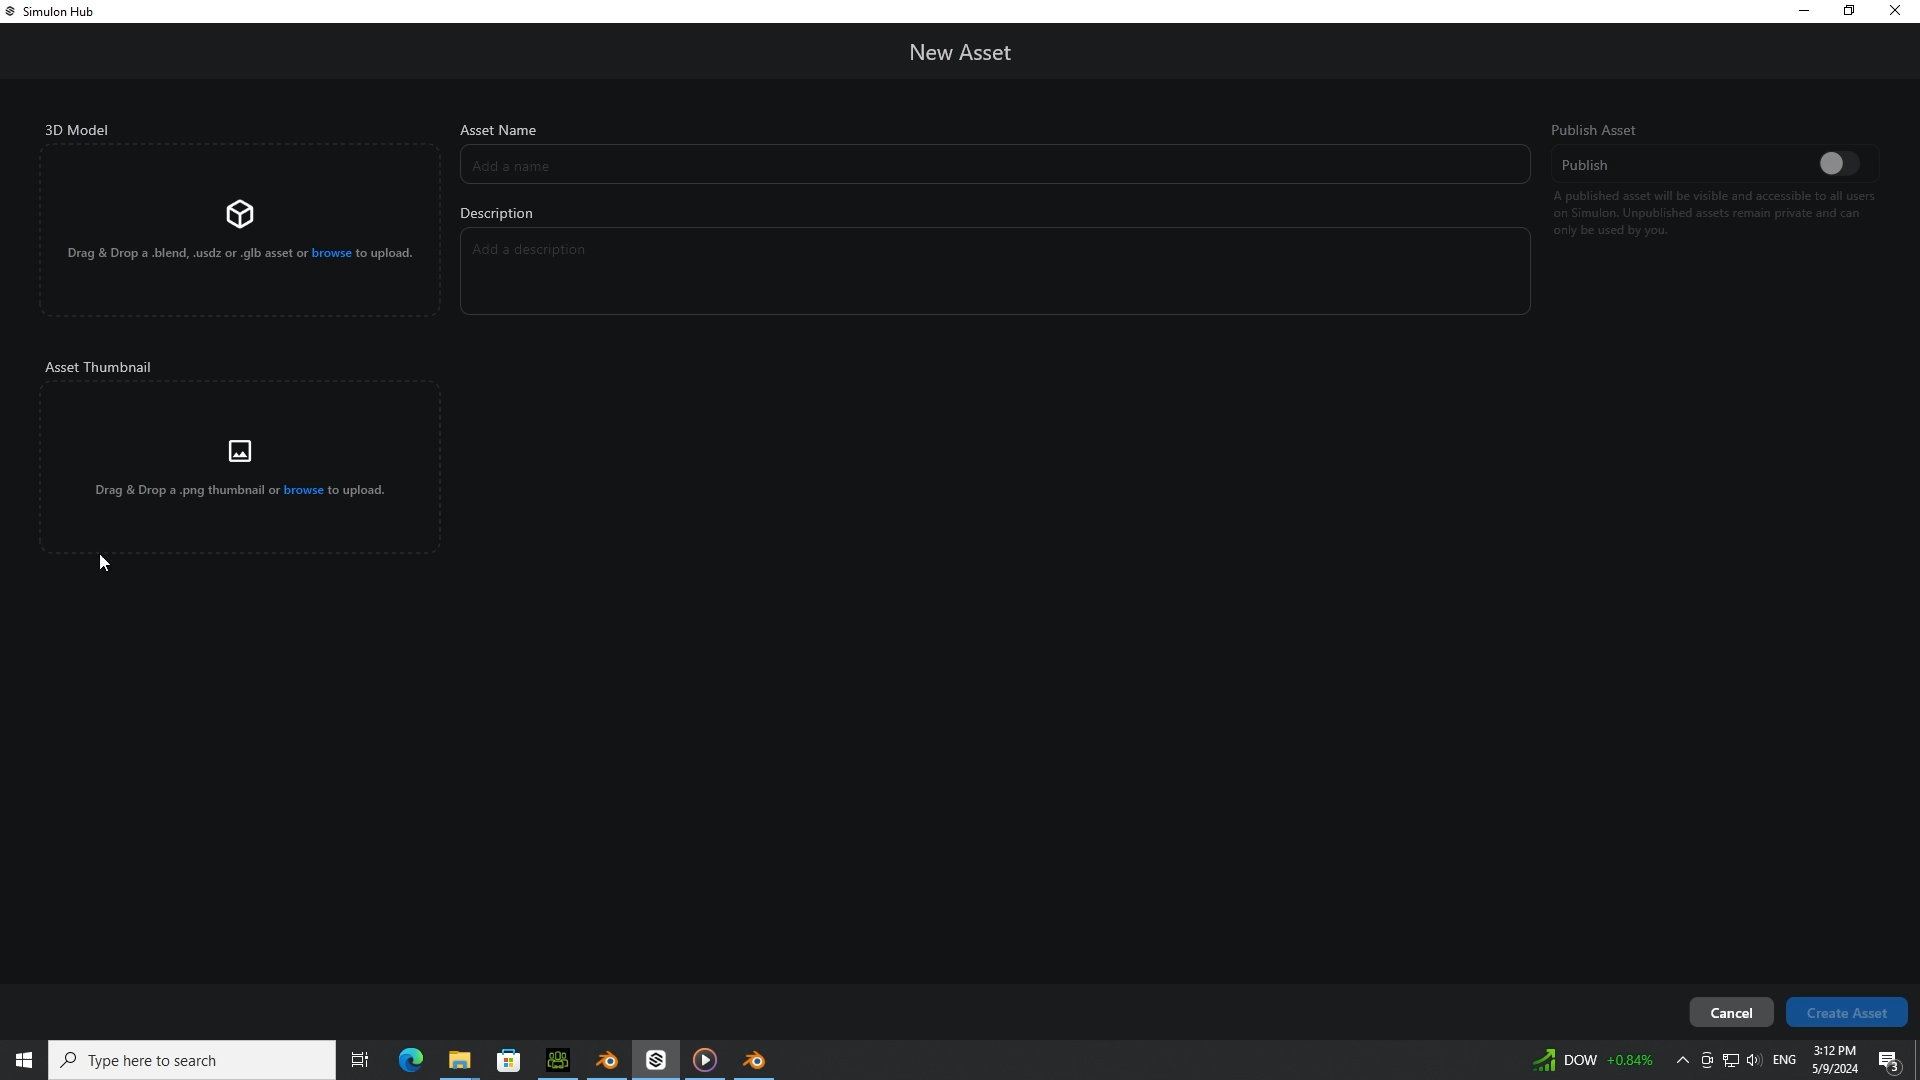 Simulon Hub
New Asset
3D Model
Drag & Drop a .blend, .usdz or .glb asset or browse to upload.
Asset Name
Add a name
Description
Add a description
Publish Asset
Publish
A published asset will be visible and accessible to all users
on Simulon. Unpublished assets remain private and can
only be used by you.
Asset Thumbnail
Drag & Drop a .png thumbnail or browse to upload.
Cancel
Create Asset
Type here to search
DOW +0.84%
ENG
3:12 PM
5/9/2024
3